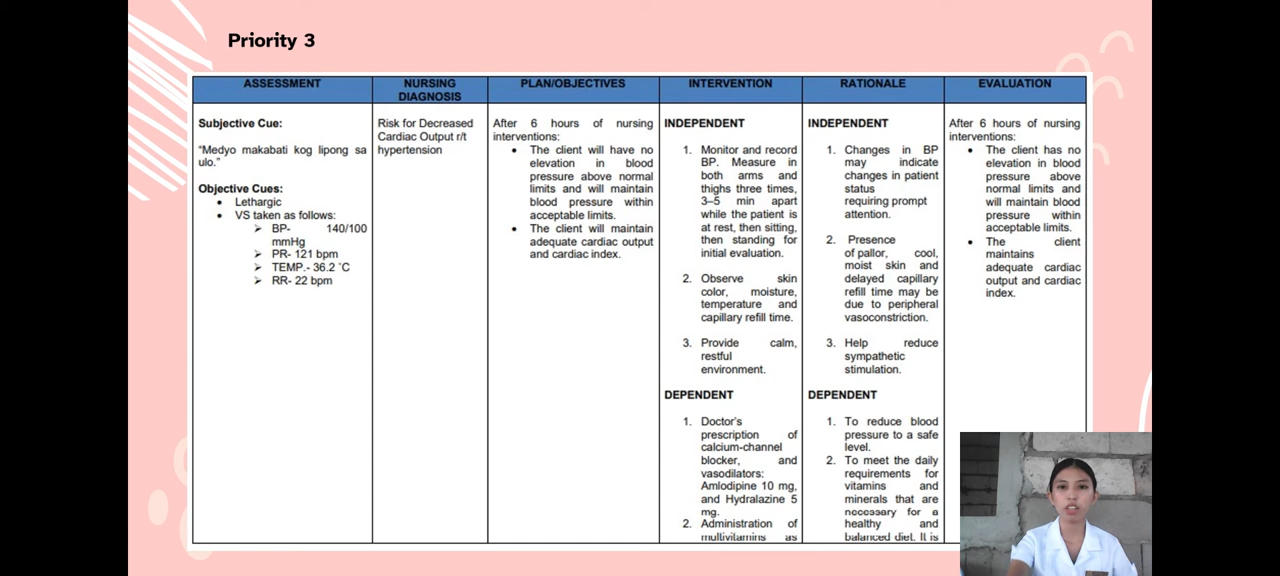 Priority 3
ASSESSMENT
NURSING
DIAGNOSIS
PLAN/OBJECTIVES
INTERVENTION
RATIONALE
EVALUATION
Subjective Cue:
“Medyo makabati kog lipong sa
ulo.”
Objective Cues:
• Lethargic
• VS taken as follows:
➢ BP- 140/100
mmHg
➢ PR- 121 bpm
➢ TEMP.- 36.2 ˚C
➢ RR- 22 bpm
Risk for Decreased
Cardiac Output r/t
hypertension
After 6 hours of nursing
interventions:
• The client will have no
elevation in blood
pressure above normal
limits and will maintain
blood pressure within
acceptable limits.
• The client will maintain
adequate cardiac output
and cardiac index.
INDEPENDENT
1. Monitor and record
BP. Measure in
both arms and
thighs three times,
3–5 min apart
while the patient is
at rest, then sitting,
then standing for
initial evaluation.
2. Observe skin
color, moisture,
temperature and
capillary refill time.
3. Provide calm,
restful
environment.
DEPENDENT
1. Doctor’s
prescription of
calcium-channel
blocker, and
vasodilators:
Amlodipine 10 mg,
and Hydralazine 5
mg.
2. Administration of
multivitamins as
INDEPENDENT
1. Changes in BP
may indicate
changes in patient
status
requiring prompt
attention.
2. Presence
of pallor, cool,
moist skin and
delayed capillary
refill time may be
due to peripheral
vasoconstriction.
3. Help reduce
sympathetic
stimulation.
DEPENDENT
1. To reduce blood
pressure to a safe
level.
2. To meet the daily
requirements for
vitamins and
minerals that are
necessary for a
healthy and
balanced diet. It is
After 6 hours of nursing
interventions:
• The client has no
elevation in blood
pressure above
normal limits and
will maintain blood
pressure within
acceptable limits.
• The client
maintains
adequate cardiac
output and cardiac
index.